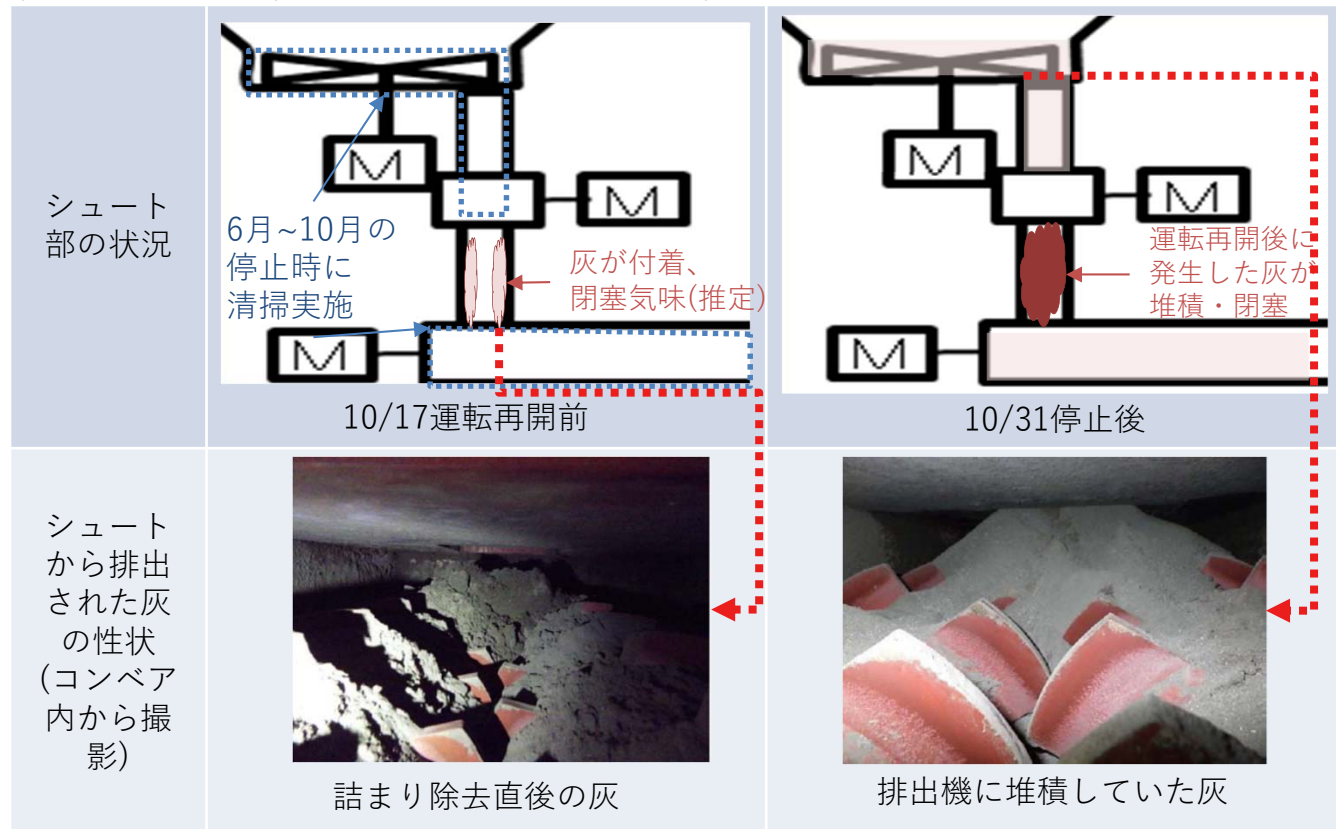 シュート
部の状況
M
M
M
6月~10月の
停止時に
清掃実施
灰が付着、
閉塞気味(推定)
10/17運転再開前
M
M
M
運転再開後に
発生した灰が
堆積・閉塞
10/31停止後
シュート
から排出
された灰
の性状
(コンベア
内から撮
影)
詰まり除去直後の灰
排出機に堆積していた灰